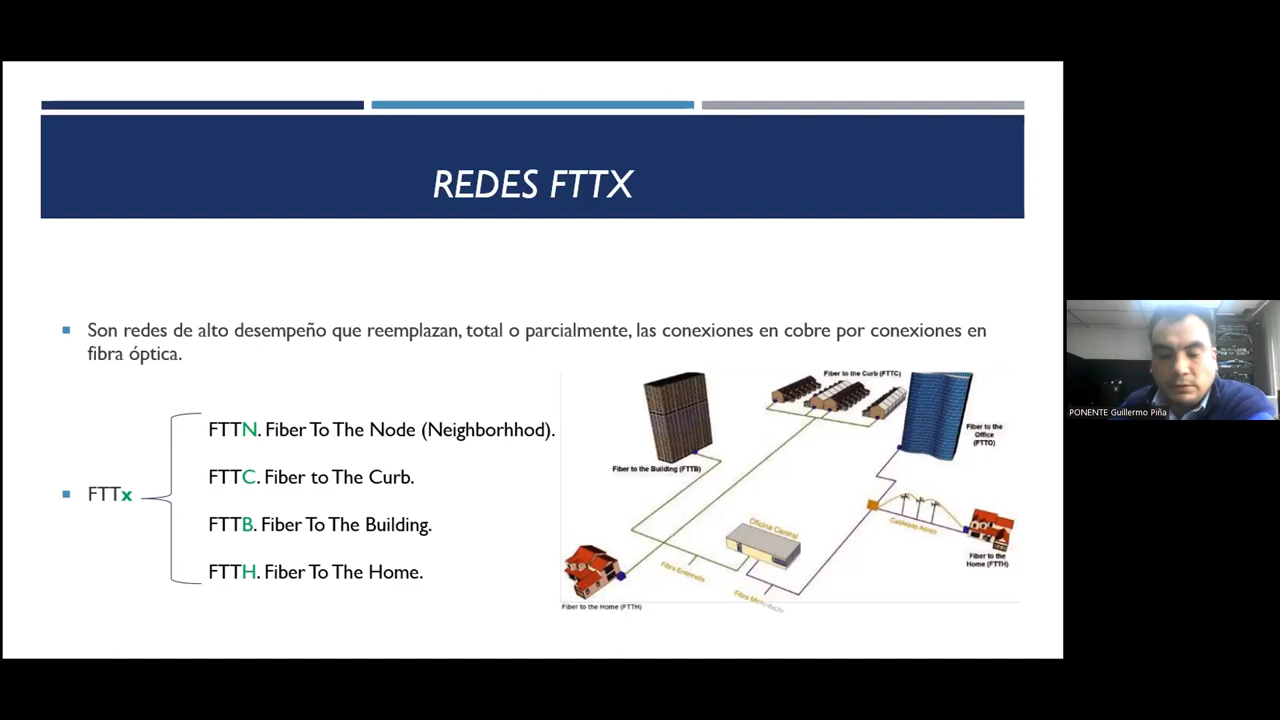 REDES FTTX
Son redes de alto desempeño que reemplazan, total o parcialmente, las conexiones en cobre por conexiones en
fibra óptica.
FTTx
FTTN. Fiber To The Node (Neighborhhod).
FTTC. Fiber to The Curb.
FTTB. Fiber To The Building.
FTTH. Fiber To The Home.
Fiber to the Curb (FTTC)
Fiber to the
Office
(FTTO)
Fiber to the Building (FTTB)
Oficina Central
Cableado Aéreo
Fiber to the
Home (FTTH)
Fibra Enterrada
Fibra Micro-ducto
Fiber to the Home (FTTH)
PONENTE Guillermo Piña